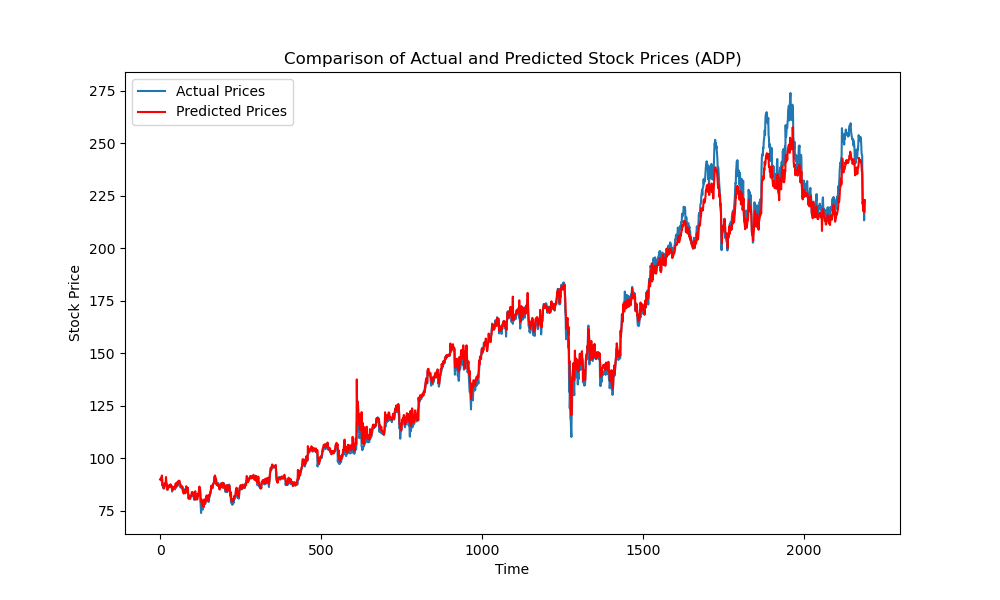 Comparison of Actual and Predicted Stock Prices (ADP)
Actual Prices
Predicted Prices
275
250
225
200
175
150
125
100
75
Stock Price
0 500 1000 1500 2000
Time